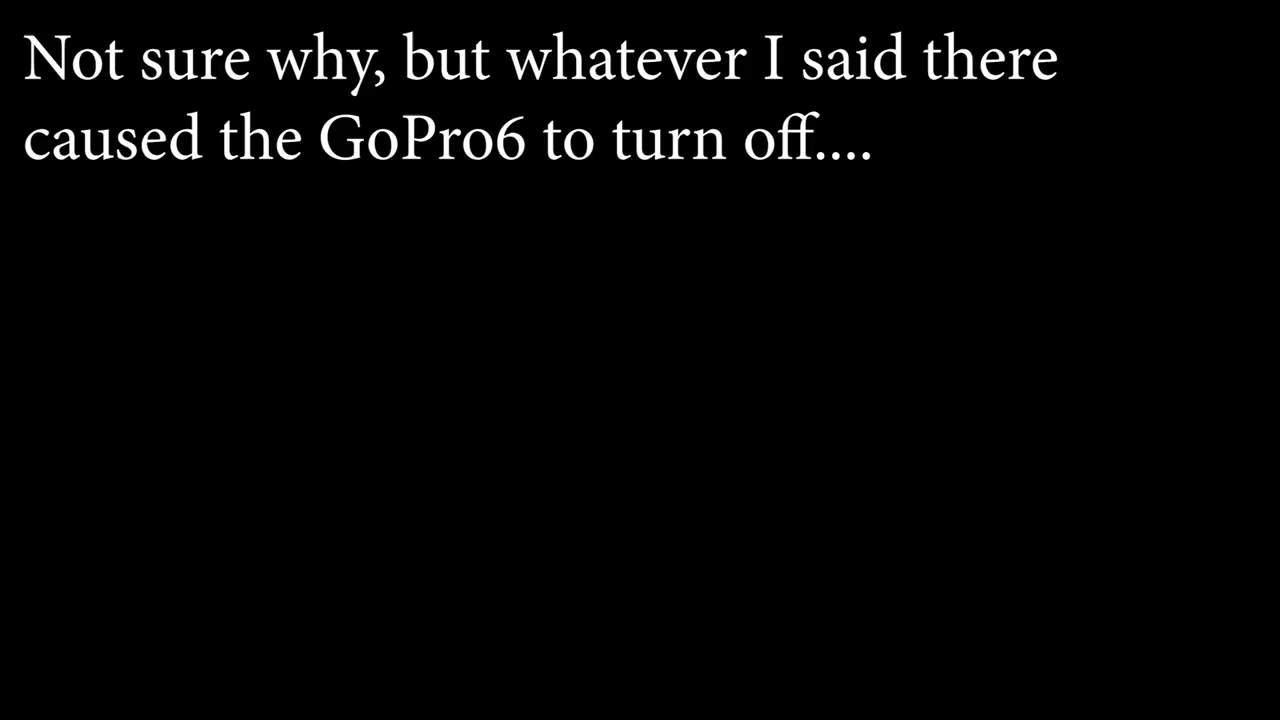 Not sure why, but whatever I said there
caused the GoPro6 to turn off....